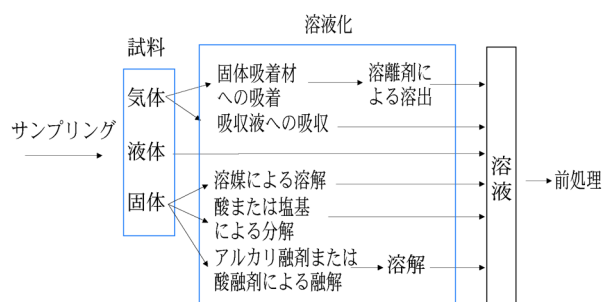 溶液化
試料
サンプリング
気体
液体
固体
固体吸着材
への吸着
溶離剤に
よる溶出
吸収液への吸収
溶媒による溶解
酸または塩基
による分解
アルカリ融剤または
酸融剤による融解
溶解
溶液
前処理